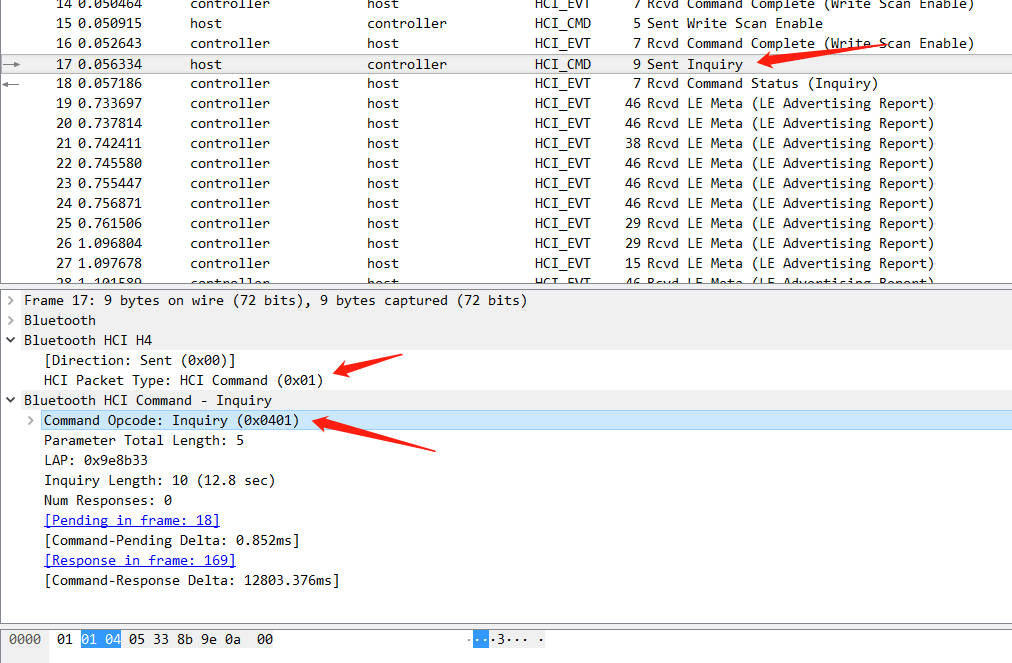 14 0.050464 controller host HCI_EVT 7 Rcvd Command Complete (Write Scan Enable)
15 0.050915 host controller HCI_CMD 5 Sent Write Scan Enable
16 0.052643 controller host HCI_EVT 7 Rcvd Command Complete (Write Scan Enable)
17 0.056334 host controller HCI_CMD 9 Sent Inquiry
18 0.057186 controller host HCI_EVT 7 Rcvd Command Status (Inquiry)
19 0.733697 controller host HCI_EVT 46 Rcvd LE Meta (LE Advertising Report)
20 0.737814 controller host HCI_EVT 46 Rcvd LE Meta (LE Advertising Report)
21 0.742411 controller host HCI_EVT 38 Rcvd LE Meta (LE Advertising Report)
22 0.745580 controller host HCI_EVT 46 Rcvd LE Meta (LE Advertising Report)
23 0.755447 controller host HCI_EVT 46 Rcvd LE Meta (LE Advertising Report)
24 0.756871 controller host HCI_EVT 46 Rcvd LE Meta (LE Advertising Report)
25 0.761506 controller host HCI_EVT 29 Rcvd LE Meta (LE Advertising Report)
26 1.096804 controller host HCI_EVT 29 Rcvd LE Meta (LE Advertising Report)
27 1.097678 controller host HCI_EVT 15 Rcvd LE Meta (LE Advertising Report)
28 1.101589 controller host HCI_EVT 46 Rcvd LE Meta (LE Advertising Report)
Frame 17: 9 bytes on wire (72 bits), 9 bytes captured (72 bits)
Bluetooth
Bluetooth HCI H4
[Direction: Sent (0x00)]
HCI Packet Type: HCI Command (0x01)
Bluetooth HCI Command - Inquiry
Command Opcode: Inquiry (0x0401)
Parameter Total Length: 5
LAP: 0x9e8b33
Inquiry Length: 10 (12.8 sec)
Num Responses: 0
[Pending in frame: 18]
[Command-Pending Delta: 0.852ms]
[Response in frame: 169]
[Command-Response Delta: 12803.376ms]
0000 01 01 04 05 33 8b 9e 0a 00 ····3··· ·